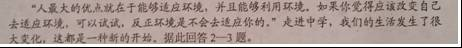 “人最大的优点就在于能够适应环境，并且能够利用环境。如果你觉得应该改变自己
去适应环境，可以试试，反正环境是不会去适应你的。”走进中学，我们的生活发生了很
大变化，这都是一种新的开始。据此回答2—3题。